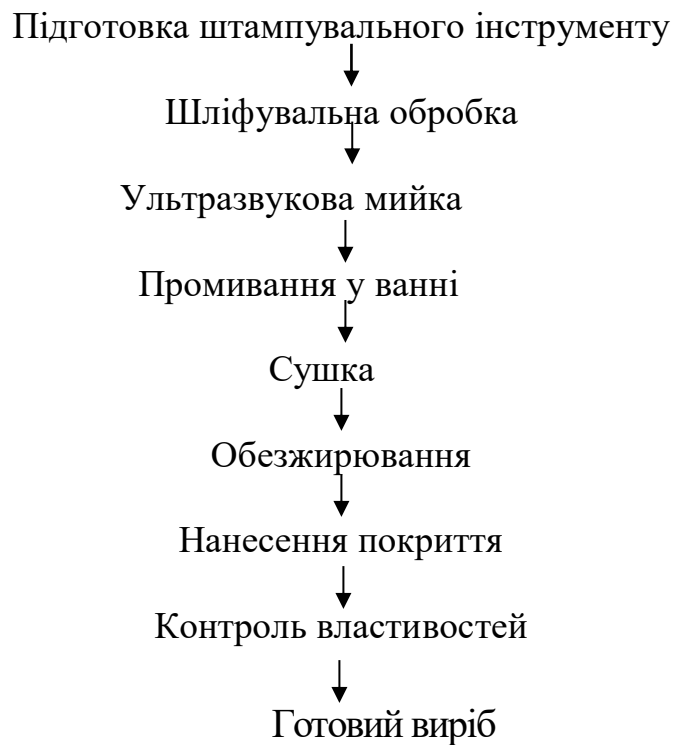 Підготовка штампувального інструменту
Шліфувальна обробка
Ультразвукова мийка
Промивання у ванні
Сушка
Обезжирювання
Нанесення покриття
Контроль властивостей
Готовий виріб